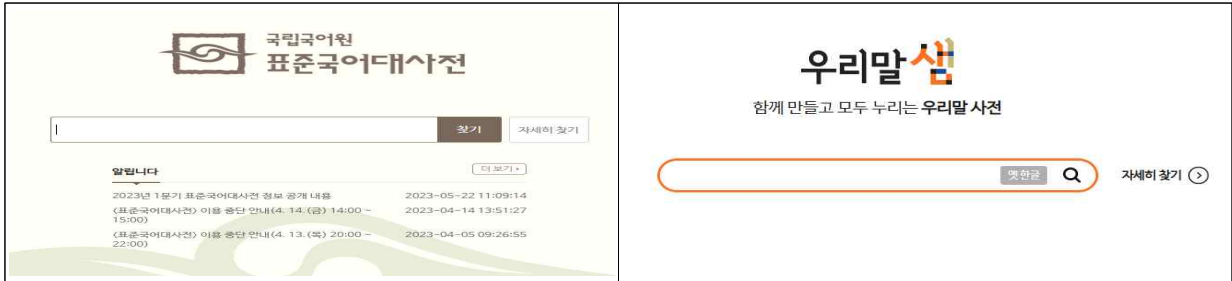 국립국어원
표준국어대사전
찾기
자세히 찾기
알립니다
더 보기
2023년 1분기 표준국어대사전 정보 공개 내용 2023-05-22 11:09:14
〈표준국어대사전〉 이용 중단 안내(4. 14.(금) 14:00 ~ 2023-04-14 13:51:27
15:00)
〈표준국어대사전〉 이용 중단 안내(4. 13.(목) 20:00 ~ 2023-04-05 09:26:55
22:00)
우리말샘
함께 만들고 모두 누리는 우리말 사전
옛한글
자세히 찾기